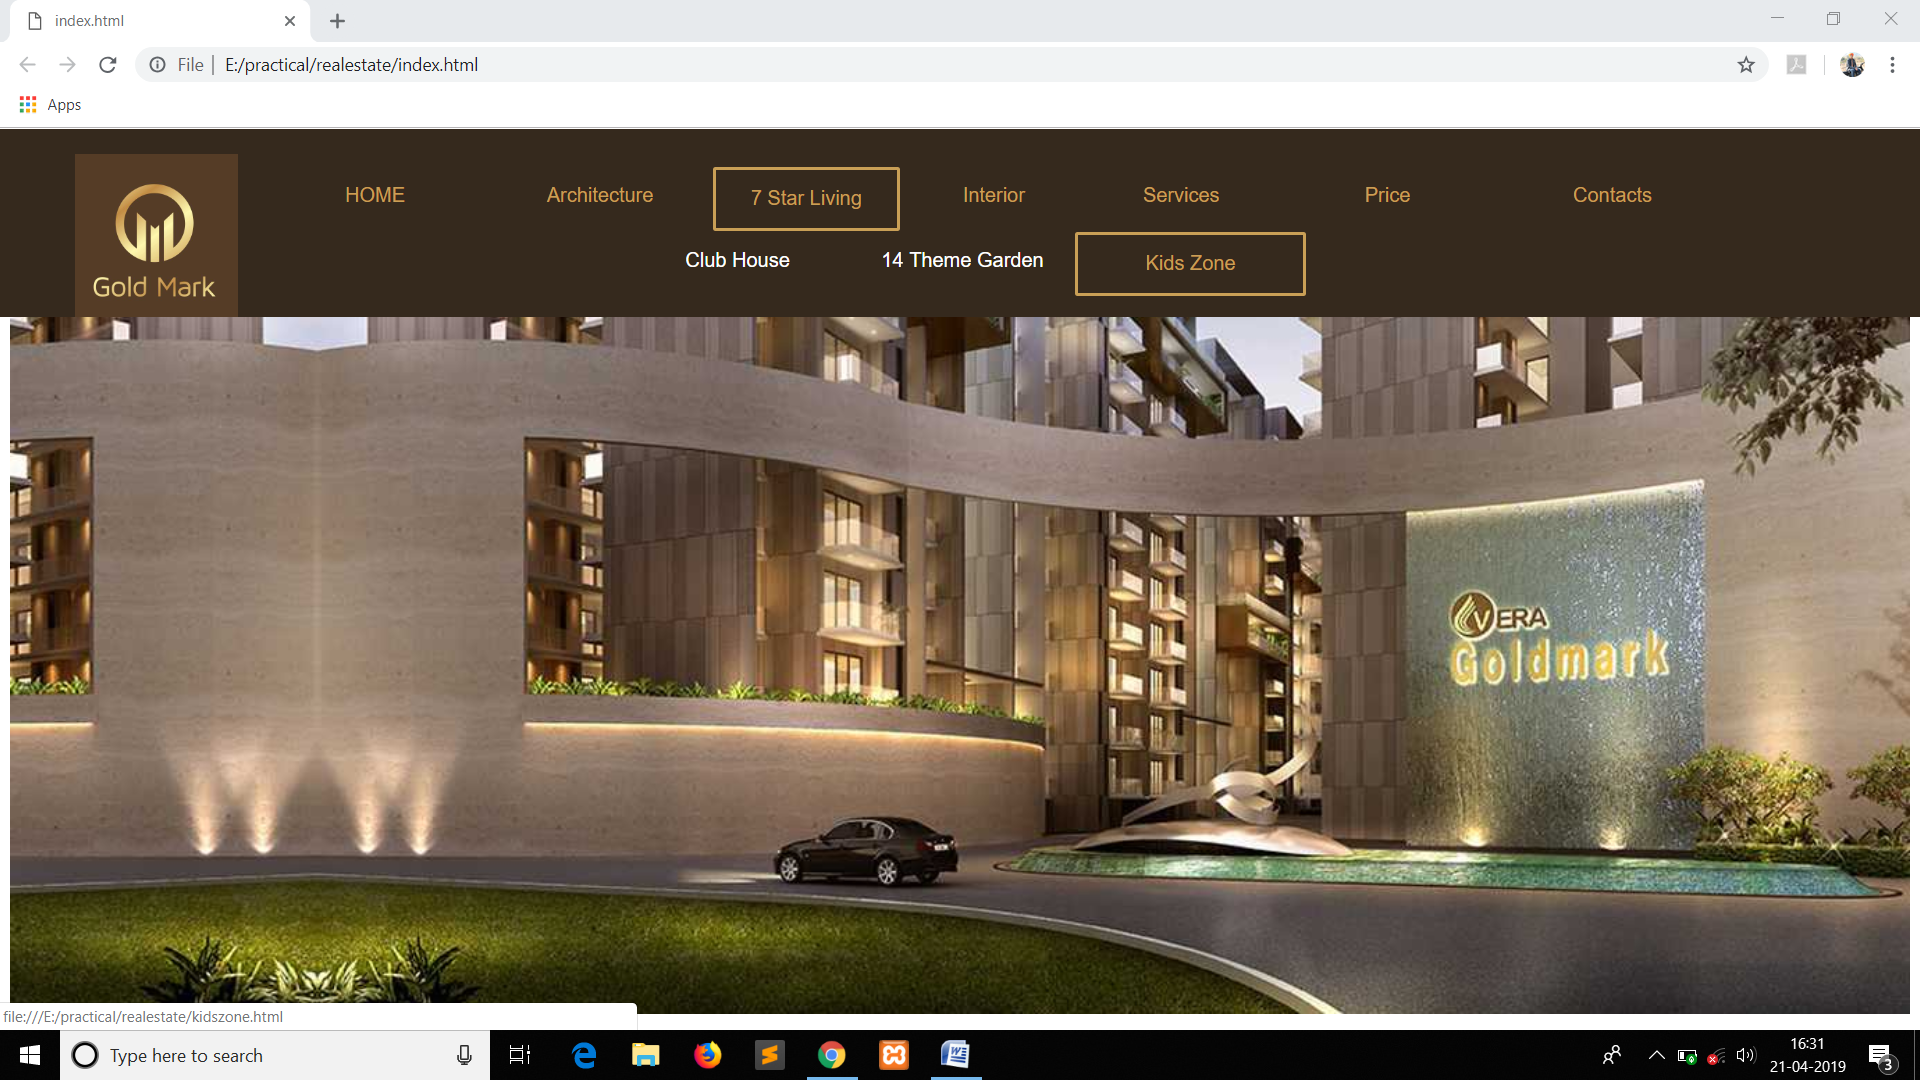 index.html
File E:/practical/realestate/index.html
Apps
HOME Architecture 7 Star Living Interior Services Price Contacts
Club House 14 Theme Garden Kids Zone
Gold Mark
VERA
Goldmark
file:///E:/practical/realestate/kidszone.html
Type here to search
16:31
21-04-2019
3